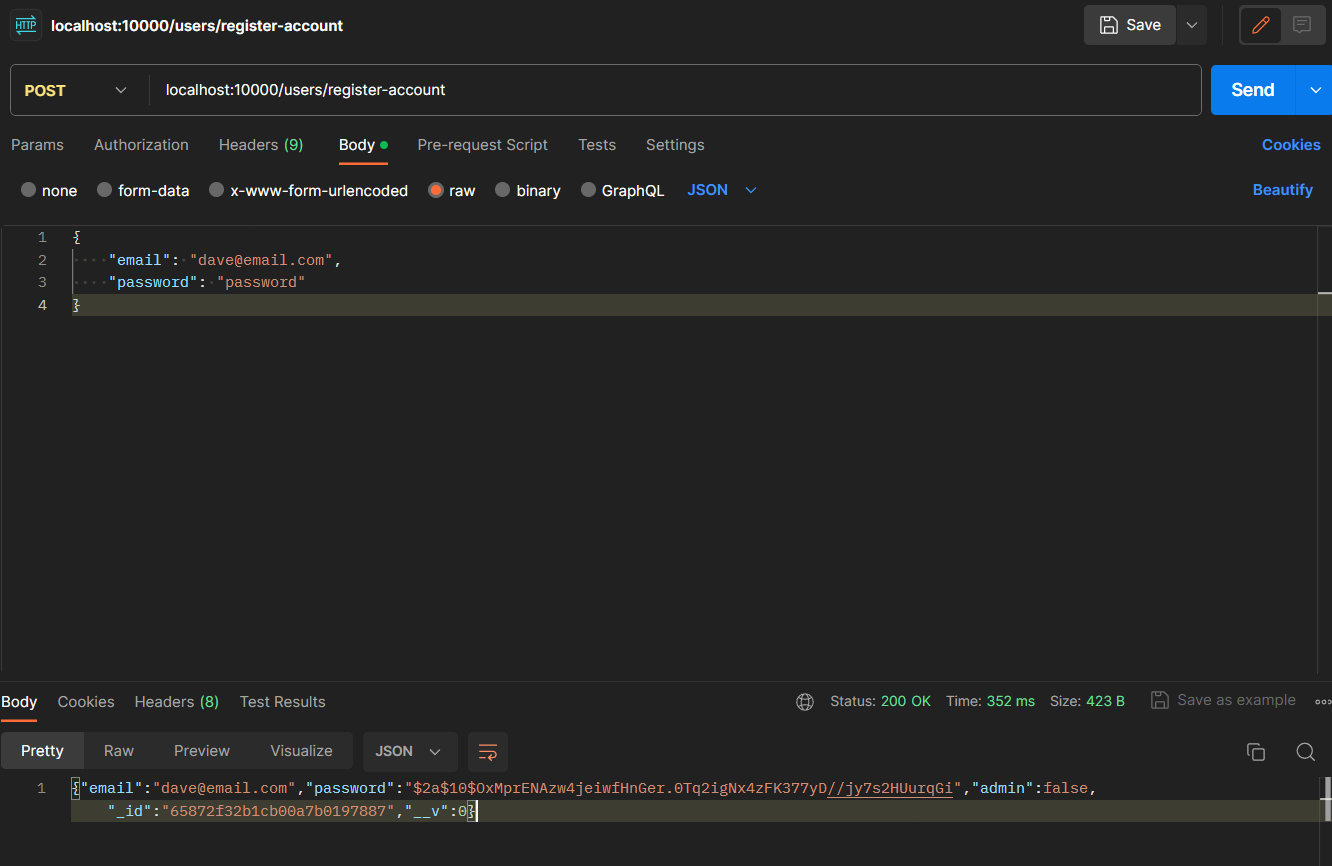 HTTP localhost:10000/users/register-account Save
POST localhost:10000/users/register-account Send
Params Authorization Headers (9) Body Pre-request Script Tests Settings Cookies
none form-data x-www-form-urlencoded raw binary GraphQL JSON Beautify
1 {
2 "email": "dave@email.com",
3 "password": "password"
4 }
Body Cookies Headers (8) Test Results Status: 200 OK Time: 352 ms Size: 423 B Save as example
Pretty Raw Preview Visualize JSON
1 {"email":"dave@email.com","password":"$2a$10$OxMprENAzw4jeiwfHnGer.0Tq2igNx4zFK377yD//jy7s2HUurqGi","admin":false,
"_id":"65872f32b1cb00a7b0197887","__v":0}